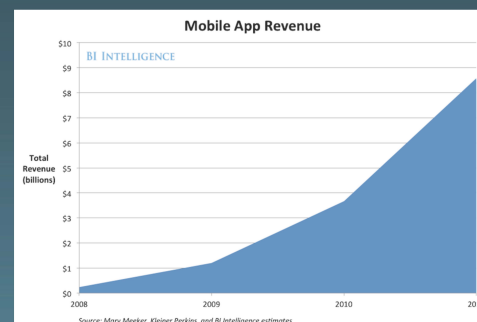 Mobile App Revenue
BI INTELLIGENCE
$10
$9
$8
$7
$6
$5
$4
$3
$2
$1
$0
Total
Revenue
(billions)
2008 2009 2010 20
Source: Mary Meeker, Kleiner Perkins, and BI Intelligence estimates